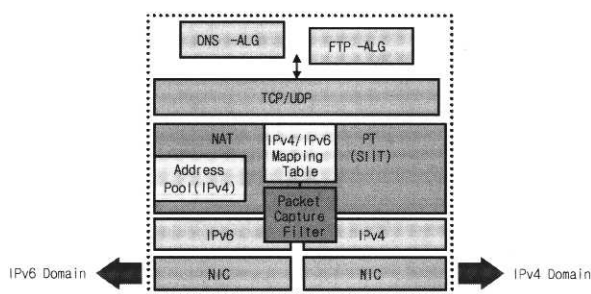 DNS -ALG
FTP -ALG
TCP/UDP
NAT
IPv4/IPv6
Mapping
Table
PT
(SIIT)
Address
Pool(IPv4)
Packet
Capture
Filter
IPv6
IPv4
IPv6 Domain
NIC
NIC
IPv4 Domain